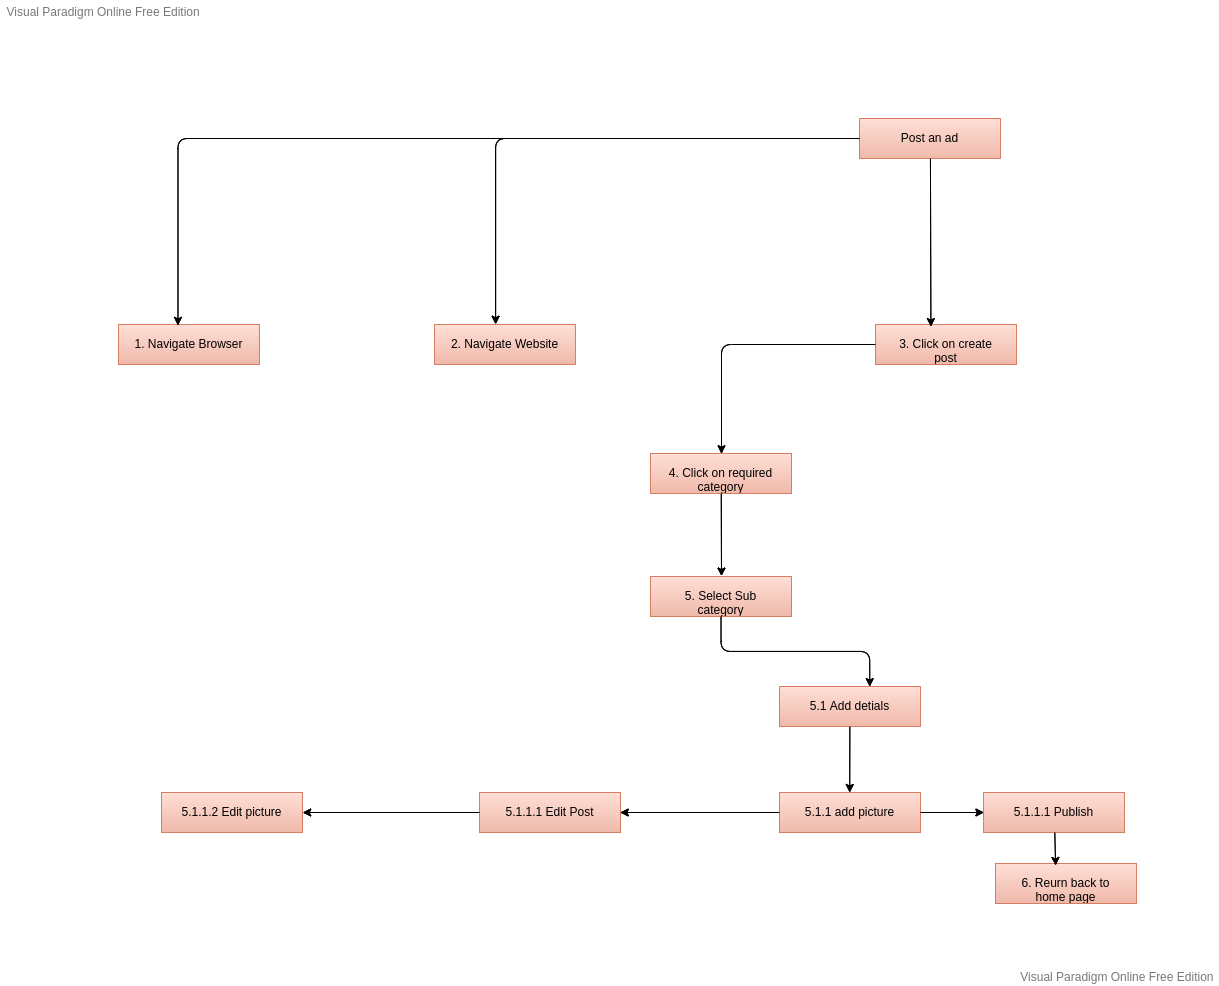 Visual Paradigm Online Free Edition
Post an ad
1. Navigate Browser
2. Navigate Website
3. Click on create
post
4. Click on required
category
5. Select Sub
category
5.1 Add detials
5.1.1.2 Edit picture
5.1.1.1 Edit Post
5.1.1 add picture
5.1.1.1 Publish
6. Reurn back to
home page
Visual Paradigm Online Free Edition